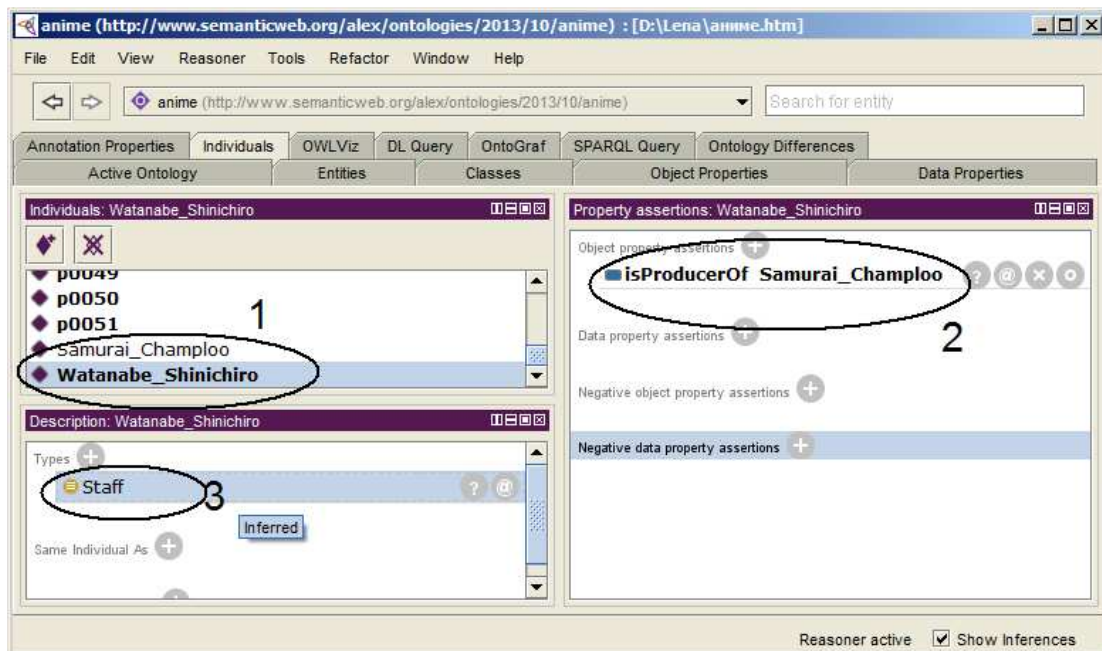 anime (http://www.semanticweb.org/alex/ontologies/2013/10/anime) : [D:\Lena\аниме.htm]
File Edit View Reasoner Tools Refactor Window Help
anime (http://www.semanticweb.org/alex/ontologies/2013/10/anime) Search for entity
Annotation Properties Individuals OWLViz DL Query OntoGraf SPARQL Query Ontology Differences
Active Ontology Entities Classes Object Properties Data Properties
Individuals: Watanabe_Shinichiro
p0049
p0050
p0051
1
Samurai_Champloo
Watanabe_Shinichiro
Description: Watanabe_Shinichiro
Types
Staff
3
Inferred
Same Individual As
Property assertions: Watanabe_Shinichiro
Object property assertions
isProducerOf Samurai_Champloo
2
Data property assertions
Negative object property assertions
Negative data property assertions
Reasoner active Show Inferences